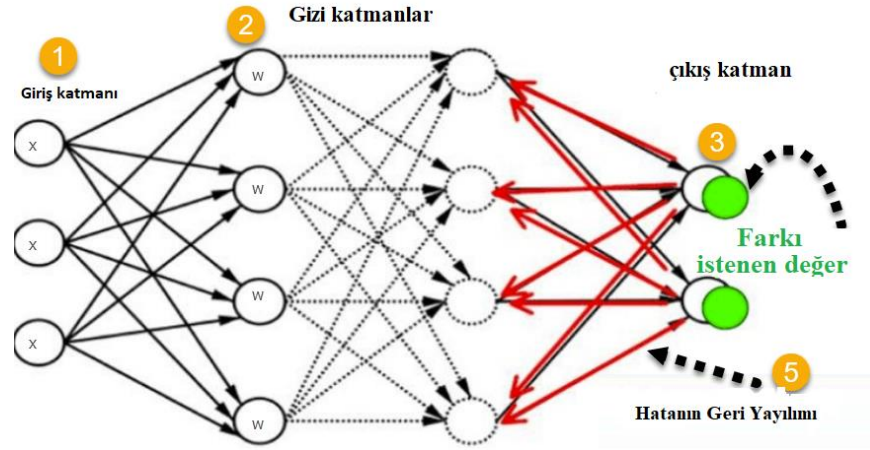 Gizi katmanlar
2
1
Giriş katmanı
çıkış katman
3
x
x
x
w
w
w
w
Farkı
istenen değer
5
Hatanın Geri Yayılımı